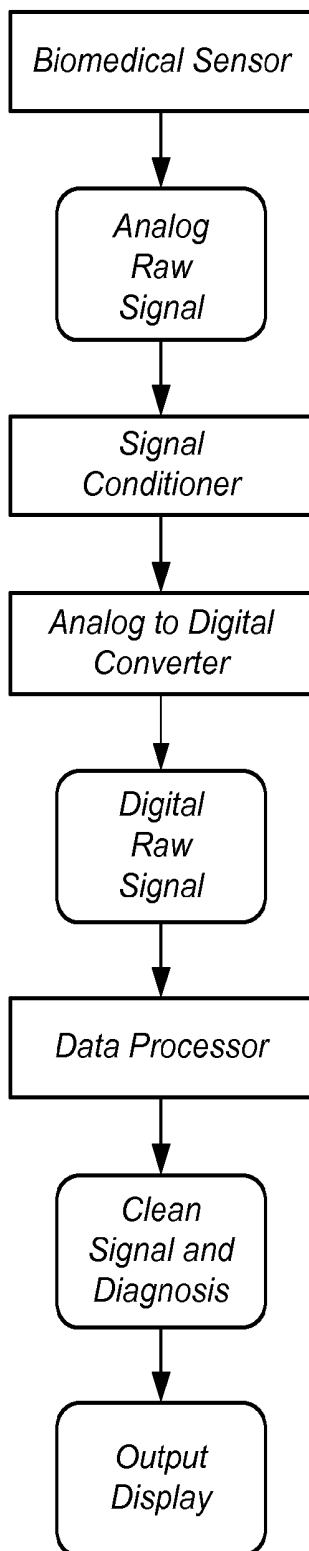 Biomedical Sensor
Analog
Raw
Signal
Signal
Conditioner
Analog to Digital
Converter
Digital
Raw
Signal
Data Processor
Clean
Signal and
Diagnosis
Output
Display